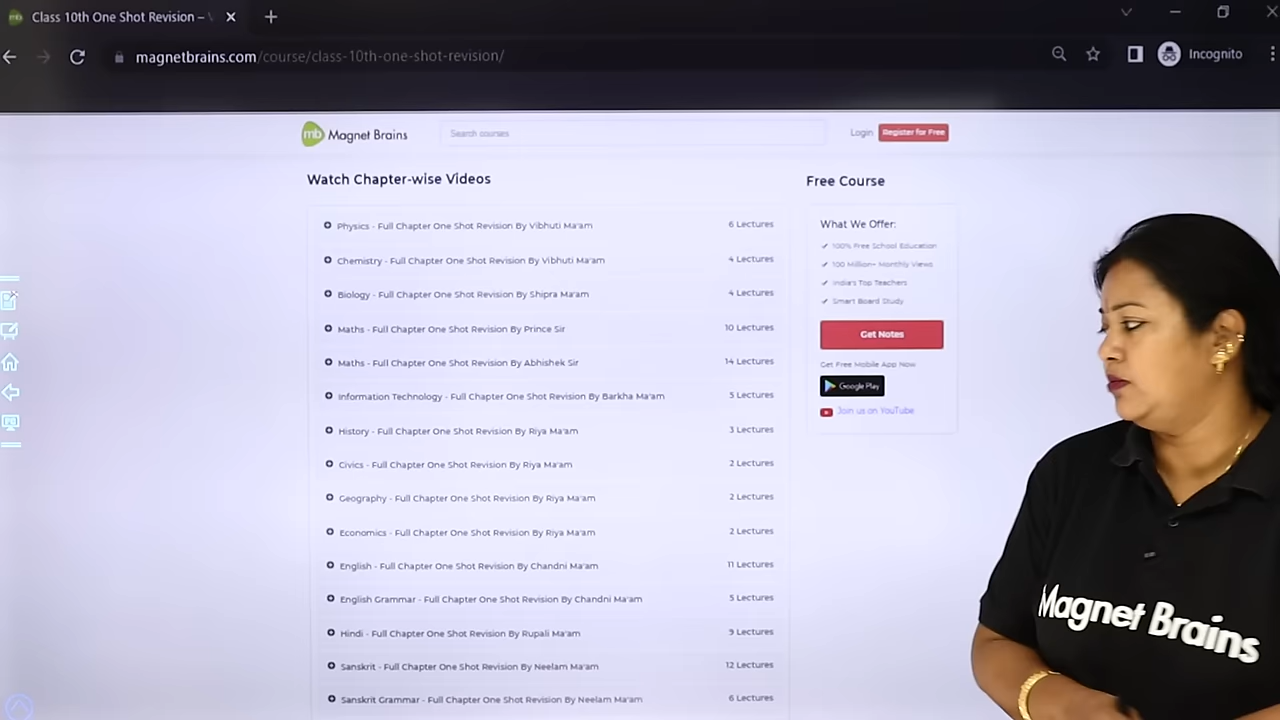 Class 10th One Shot Revision –
magnetbrains.com/course/class-10th-one-shot-revision/
Incognito
mb Magnet Brains
Search courses
Login
Register for Free
Watch Chapter-wise Videos
Physics - Full Chapter One Shot Revision By Vibhuti Ma'am 6 Lectures
Chemistry - Full Chapter One Shot Revision By Vibhuti Ma'am 4 Lectures
Biology - Full Chapter One Shot Revision By Shipra Ma'am 4 Lectures
Maths - Full Chapter One Shot Revision By Prince Sir 10 Lectures
Maths - Full Chapter One Shot Revision By Abhishek Sir 14 Lectures
Information Technology - Full Chapter One Shot Revision By Barkha Ma'am 5 Lectures
History - Full Chapter One Shot Revision By Riya Ma'am 3 Lectures
Civics - Full Chapter One Shot Revision By Riya Ma'am 2 Lectures
Geography - Full Chapter One Shot Revision By Riya Ma'am 2 Lectures
Economics - Full Chapter One Shot Revision By Riya Ma'am 2 Lectures
English - Full Chapter One Shot Revision By Chandni Ma'am 11 Lectures
English Grammar - Full Chapter One Shot Revision By Chandni Ma'am 5 Lectures
Hindi - Full Chapter One Shot Revision By Rupali Ma'am 9 Lectures
Sanskrit - Full Chapter One Shot Revision By Neelam Ma'am 12 Lectures
Sanskrit Grammar - Full Chapter One Shot Revision By Neelam Ma'am 6 Lectures
Free Course
What We Offer:
100% Free School Education
100 Million+ Monthly Views
India's Top Teachers
Smart Board Study
Get Notes
Get Free Mobile App Now
Google Play
Join us on YouTube
Magnet Brains